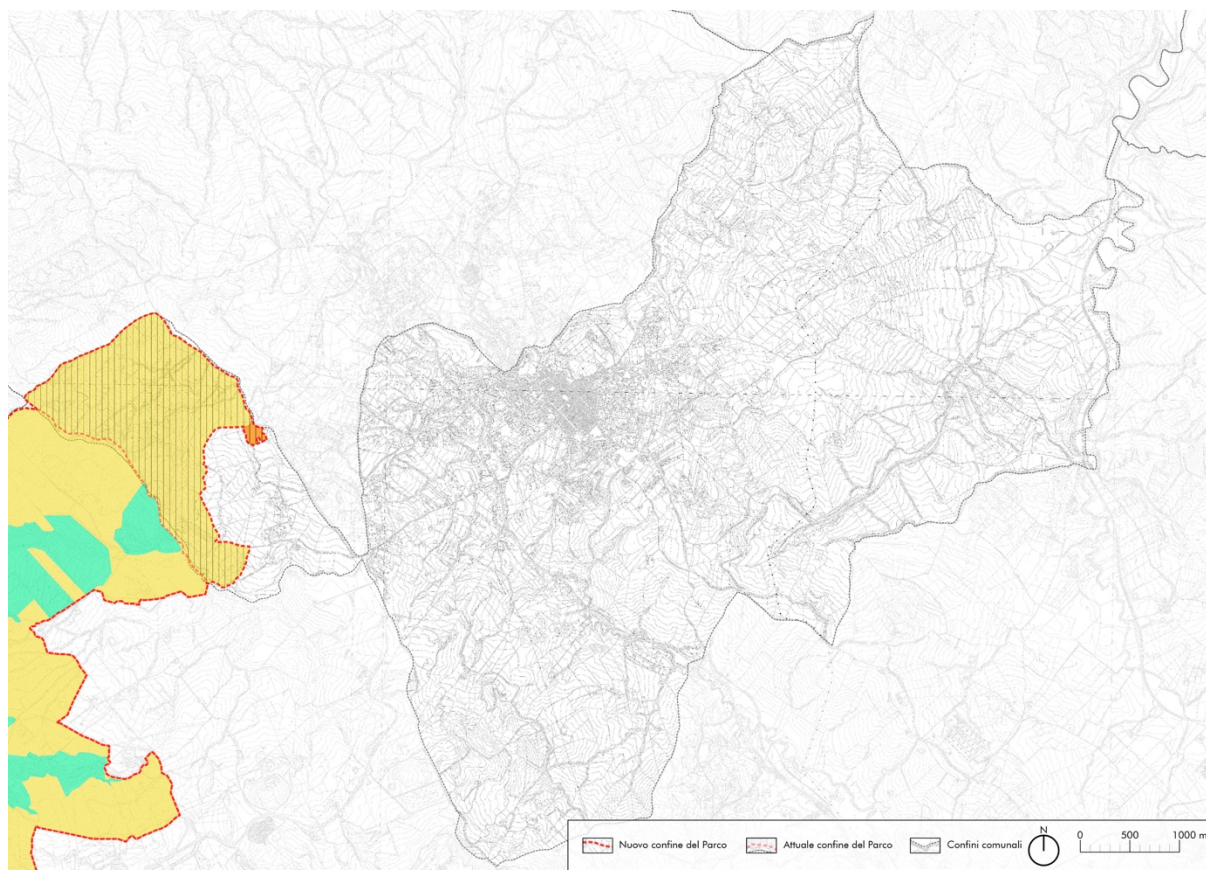 Nuovo confine del Parco
Attuale confine del Parco
Confini comunali
N
0 500 1000 m